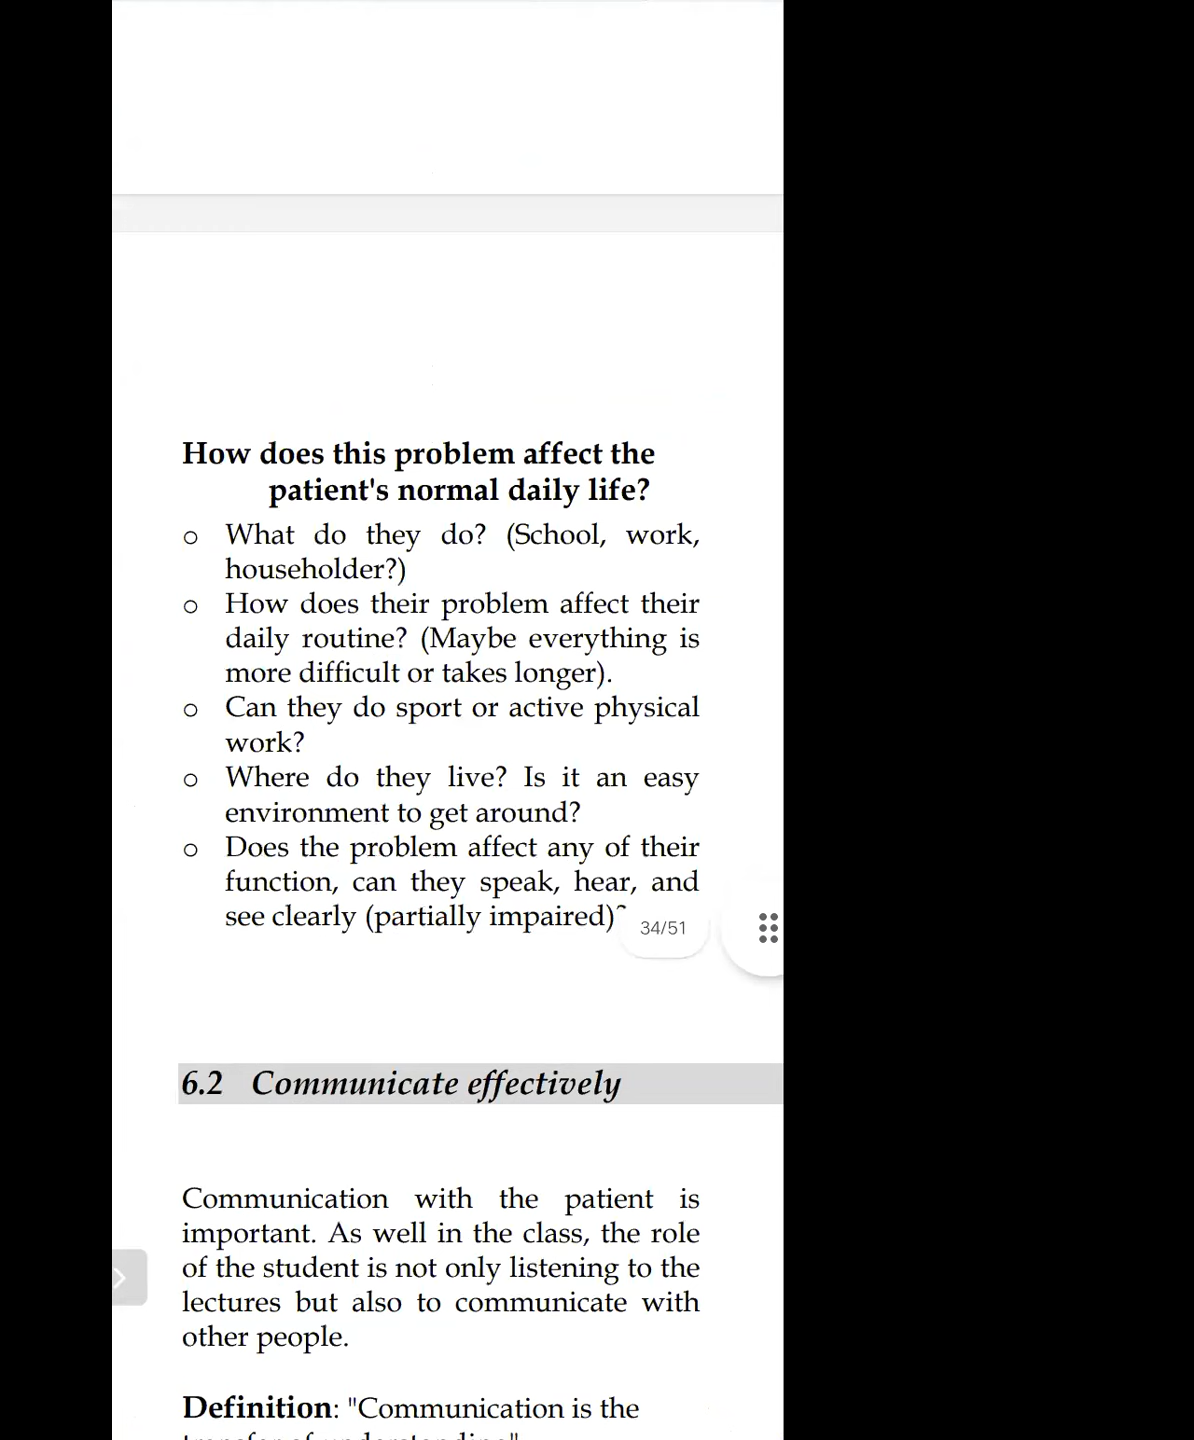 How does this problem affect the
patient's normal daily life?
o What do they do? (School, work,
householder?)
o How does their problem affect their
daily routine? (Maybe everything is
more difficult or takes longer).
o Can they do sport or active physical
work?
o Where do they live? Is it an easy
environment to get around?
o Does the problem affect any of their
function, can they speak, hear, and
see clearly (partially impaired)?
34/51
6.2 Communicate effectively
Communication with the patient is
important. As well in the class, the role
of the student is not only listening to the
lectures but also to communicate with
other people.
Definition: "Communication is the
transfer of understanding"